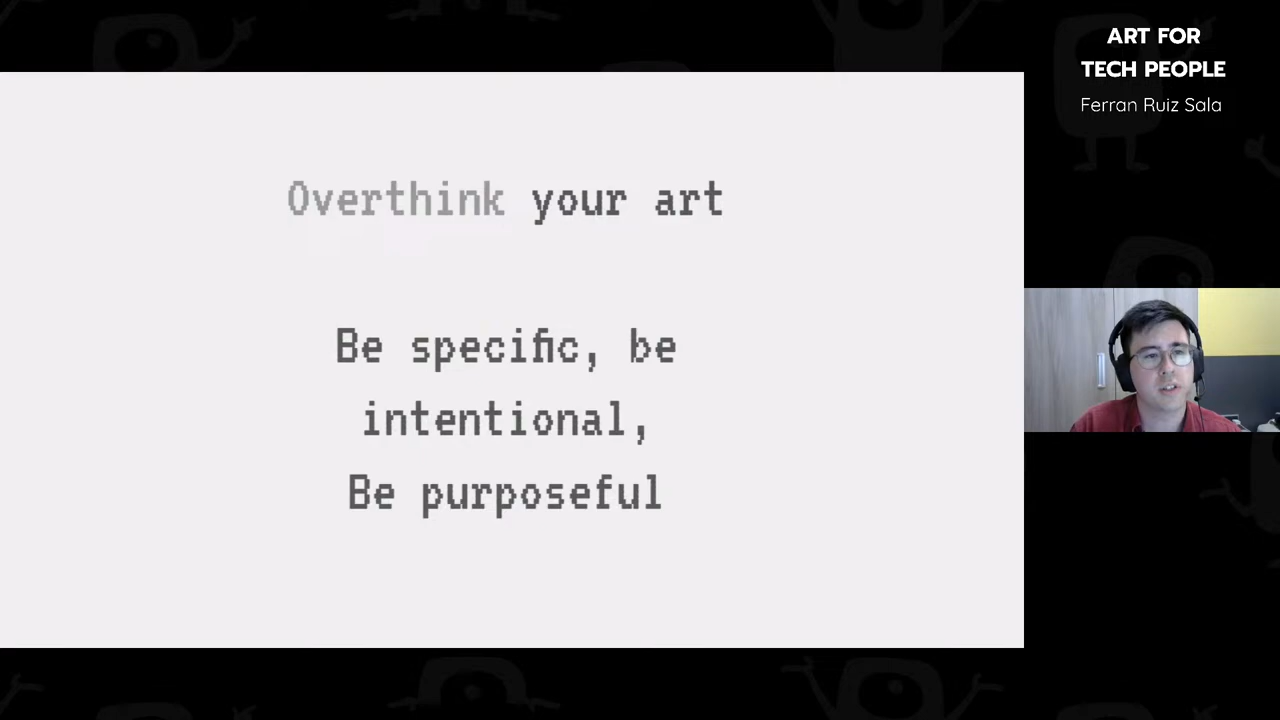 ART FOR
TECH PEOPLE
Ferran Ruiz Sala
Overthink your art
Be specific, be
intentional,
Be purposeful